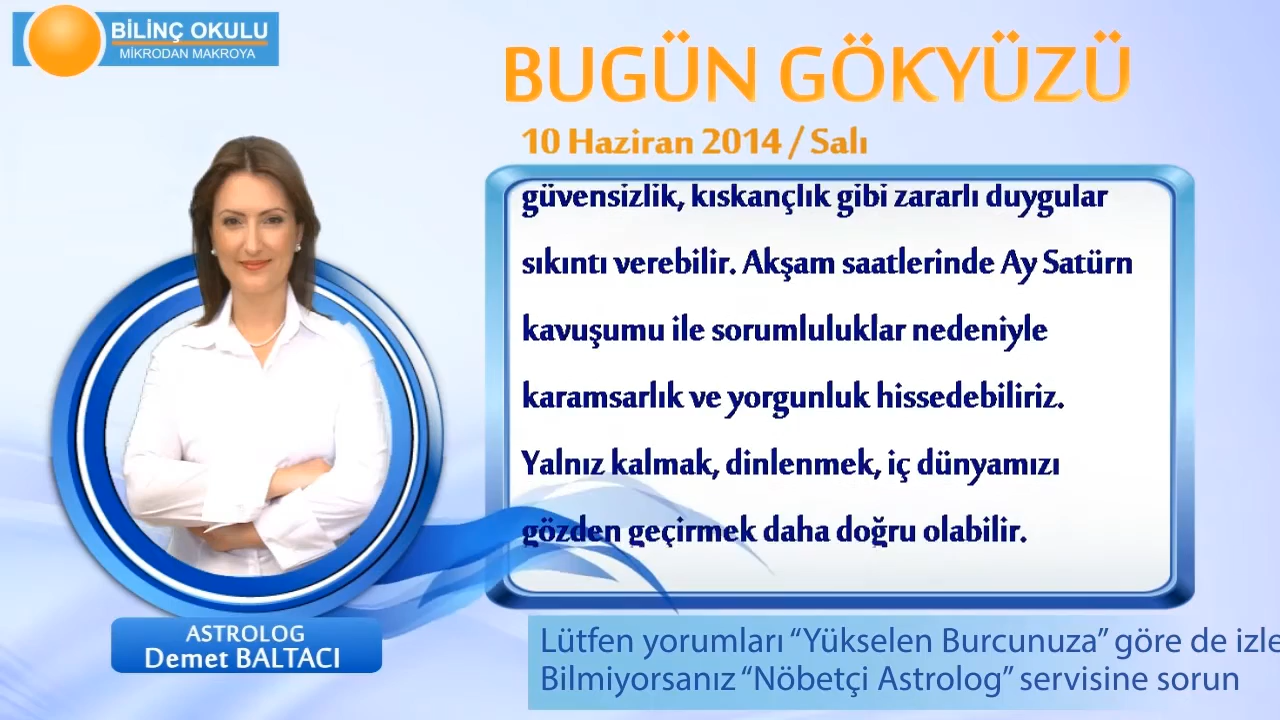 BİLİNÇ OKULU
MİKRODAN MAKROYA
BUGÜN GÖKYÜZÜ
10 Haziran 2014 / Salı
güvensizlik, kıskançlık gibi zararlı duygular
sıkıntı verebilir. Akşam saatlerinde Ay Satürn
kavuşumu ile sorumluluklar nedeniyle
karamsarlık ve yorgunluk hissedebiliriz.
Yalnız kalmak, dinlenmek, iç dünyamızı
gözden geçirmek daha doğru olabilir.
ASTROLOG
Demet BALTACI
Lütfen yorumları “Yükselen Burcunuza” göre de izle
Bilmiyorsanız “Nöbetçi Astrolog” servisine sorun